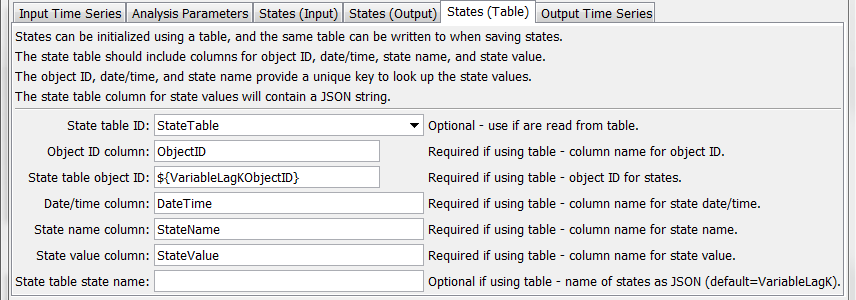 Input Time Series Analysis Parameters States (Input) States (Output) States (Table) Output Time Series
States can be initialized using a table, and the same table can be written to when saving states.
The state table should include columns for object ID, date/time, state name, and state value.
The object ID, date/time, and state name provide a unique key to look up the state values.
The state table column for state values will contain a JSON string.
State table ID: StateTable Optional - use if are read from table.
Object ID column: ObjectID Required if using table - column name for object ID.
State table object ID: ${VariableLagKObjectID} Required if using table - object ID for states.
Date/time column: DateTime Required if using table - column name for state date/time.
State name column: StateName Required if using table - column name for state name.
State value column: StateValue Required if using table - column name for state value.
State table state name: Optional if using table - name of states as JSON (default=VariableLagK).